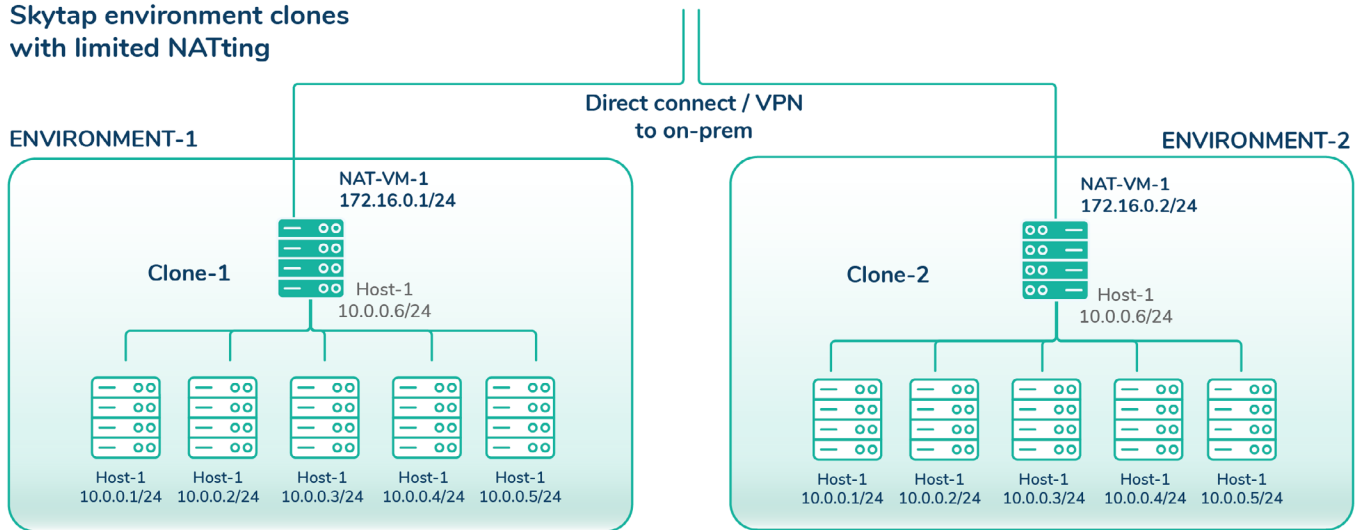 Skytap environment clones
with limited NATting
Direct connect / VPN
to on-prem
ENVIRONMENT-1
NAT-VM-1
172.16.0.1/24
Clone-1
Host-1
10.0.0.6/24
Host-1
10.0.0.1/24
Host-1
10.0.0.2/24
Host-1
10.0.0.3/24
Host-1
10.0.0.4/24
Host-1
10.0.0.5/24
ENVIRONMENT-2
NAT-VM-1
172.16.0.2/24
Clone-2
Host-1
10.0.0.6/24
Host-1
10.0.0.1/24
Host-1
10.0.0.2/24
Host-1
10.0.0.3/24
Host-1
10.0.0.4/24
Host-1
10.0.0.5/24